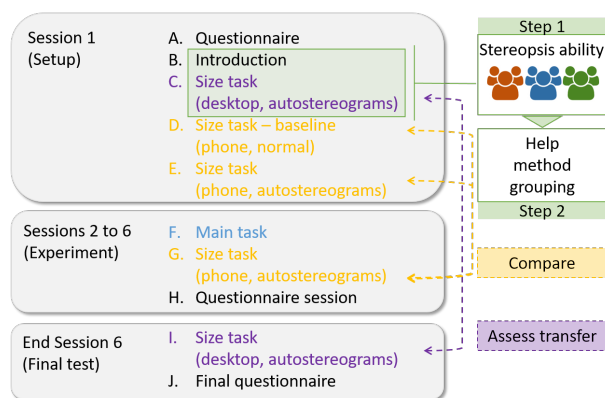 Session 1
(Setup)
A. Questionnaire
B. Introduction
C. Size task
(desktop, autostereograms)
D. Size task – baseline
(phone, normal)
E. Size task
(phone, autostereograms)
Sessions 2 to 6
(Experiment)
F. Main task
G. Size task
(phone, autostereograms)
H. Questionnaire session
End Session 6
(Final test)
I. Size task
(desktop, autostereograms)
J. Final questionnaire
Step 1
Stereopsis ability
Help
method
grouping
Step 2
Compare
Assess transfer